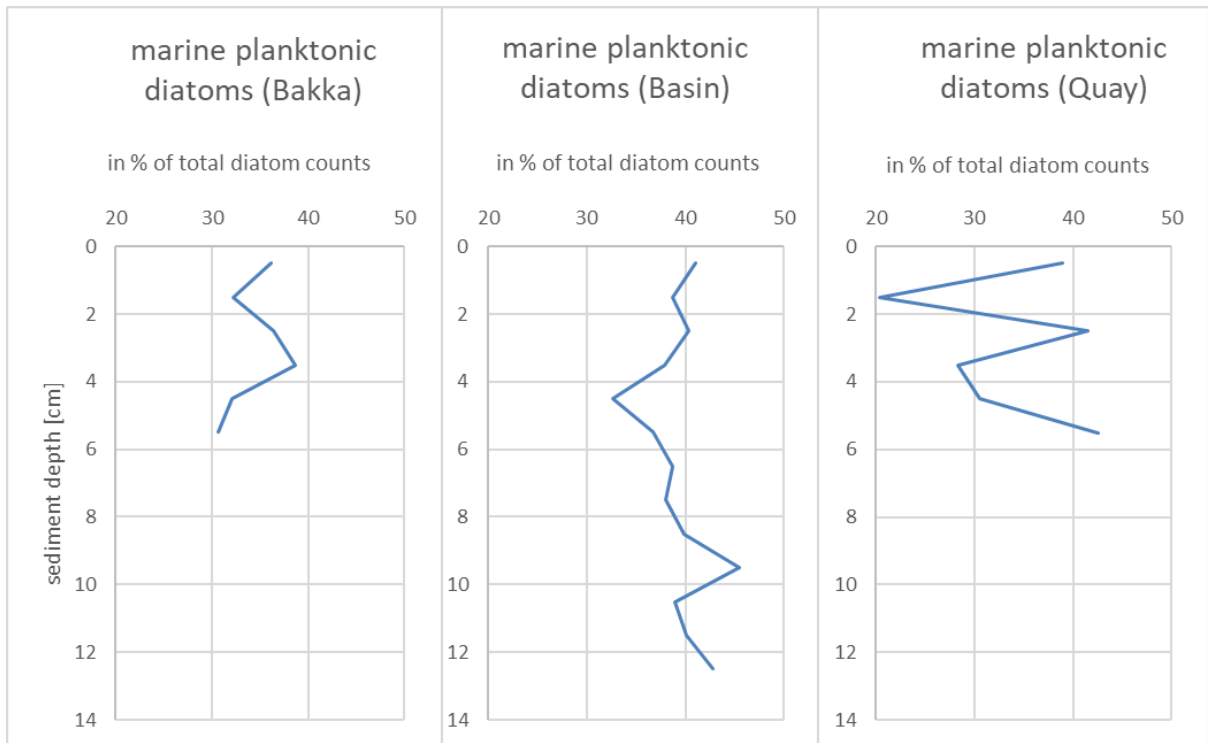 marine planktonic
diatoms (Bakka)
in % of total diatom counts
20 30 40 50
0
2
4
6
8
10
12
14
sediment depth [cm]
marine planktonic
diatoms (Basin)
in % of total diatom counts
20 30 40 50
0
2
4
6
8
10
12
14
marine planktonic
diatoms (Quay)
in % of total diatom counts
20 30 40 50
0
2
4
6
8
10
12
14